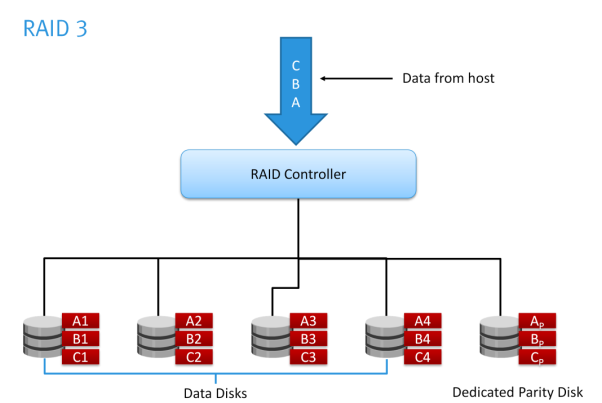 RAID 3
C
B
A
Data from host
RAID Controller
A1 A2 A3 A4 Aₚ
B1 B2 B3 B4 Bₚ
C1 C2 C3 C4 Cₚ
Data Disks
Dedicated Parity Disk